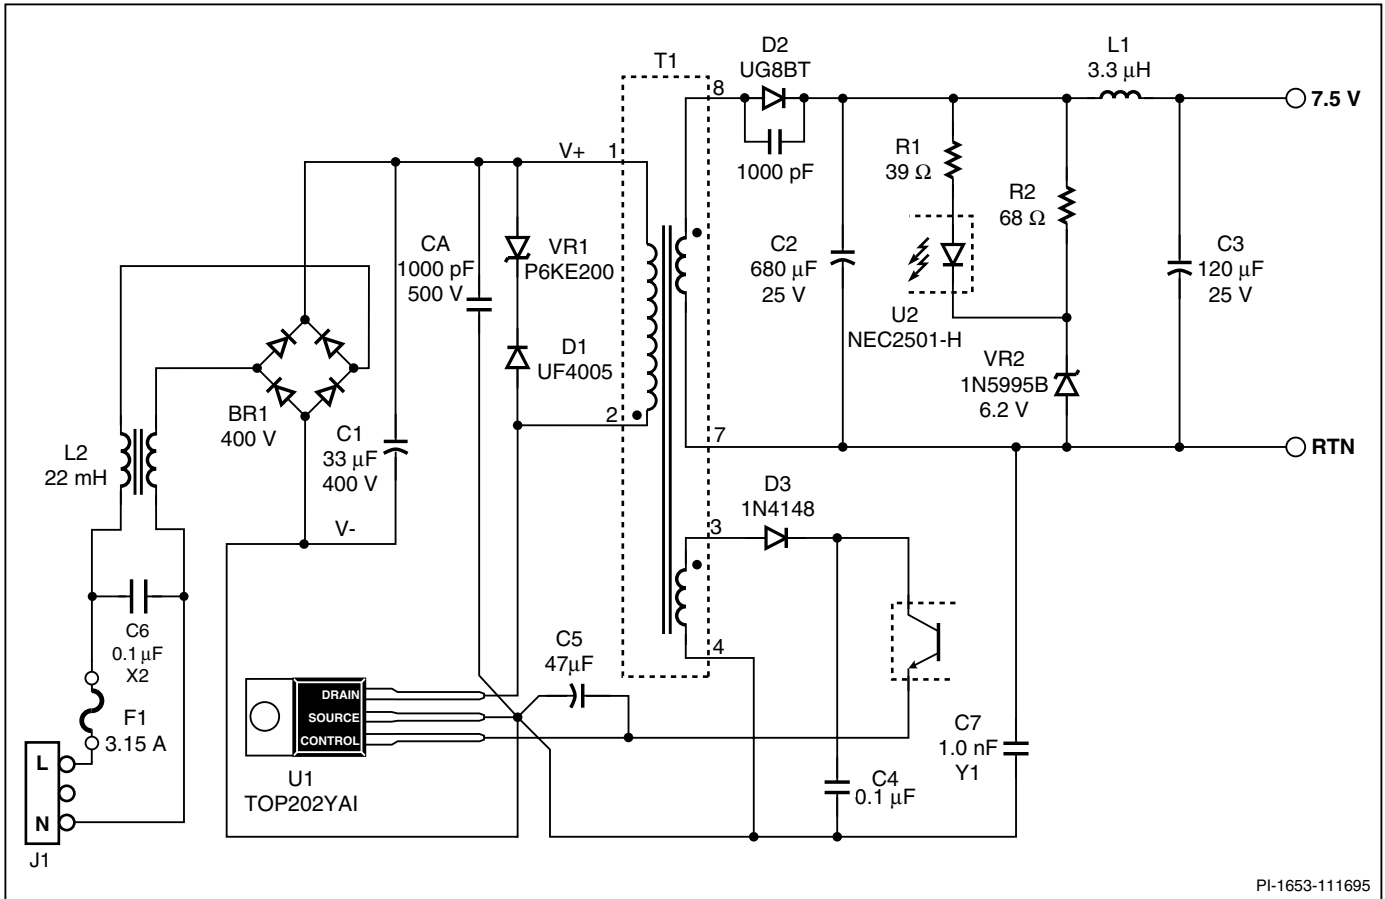 D2
UG8BT
L1
3.3 µH
T1
8
7.5 V
V+
1
1000 pF
R1
39 Ω
R2
68 Ω
CA
1000 pF
500 V
VR1
P6KE200
C2
680 µF
25 V
C3
120 µF
25 V
U2
NEC2501-H
D1
UF4005
VR2
1N5995B
6.2 V
BR1
400 V
2
C1
33 µF
400 V
7
RTN
L2
22 mH
D3
1N4148
V-
3
C6
0.1 µF
X2
C5
47µF
4
DRAIN
SOURCE
CONTROL
F1
3.15 A
C7
1.0 nF
Y1
L
N
U1
TOP202YAI
C4
0.1 µF
J1
PI-1653-111695